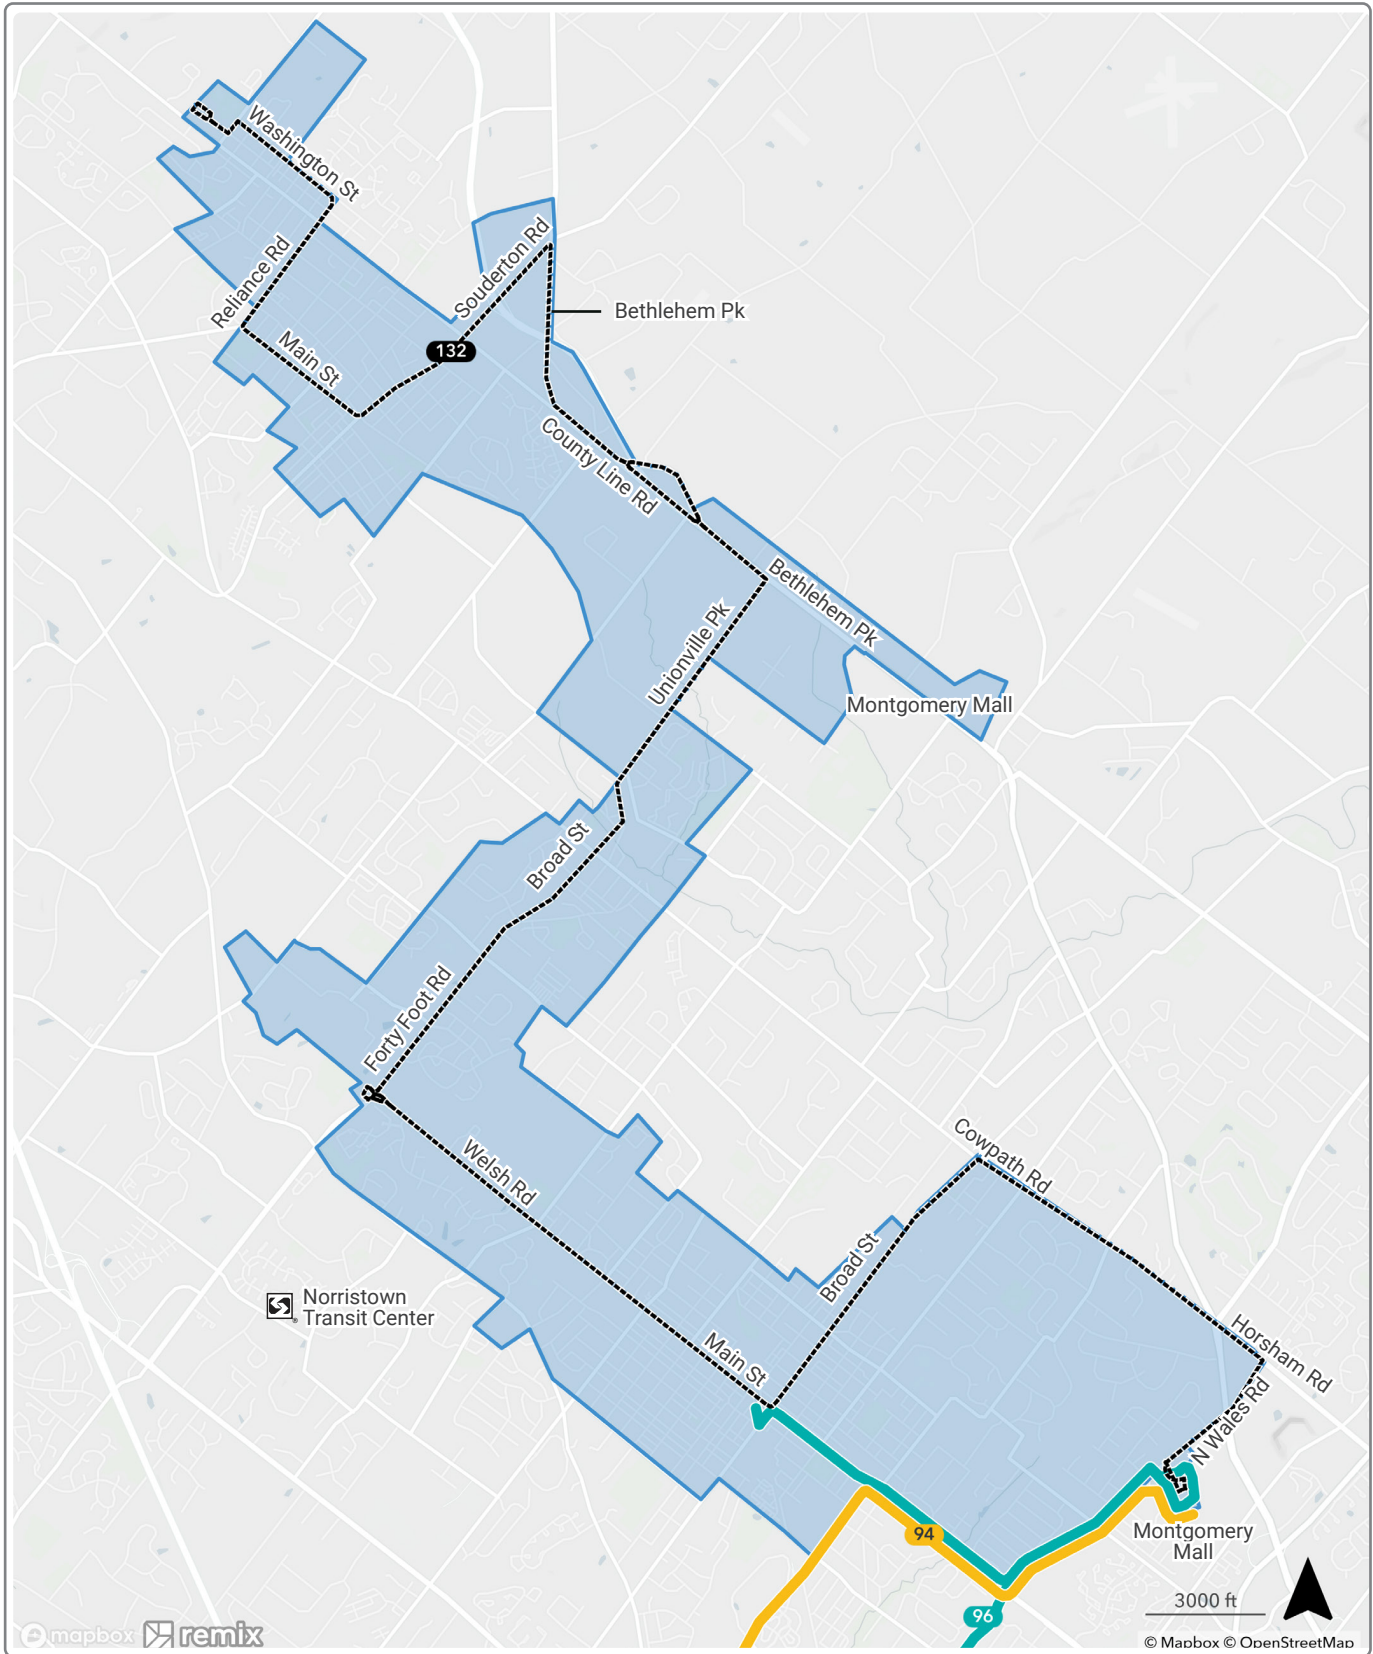 Washington St
Reliance Rd
Souderton Rd
Bethlehem Pk
132
Main St
County Line Rd
Bethlehem Pk
Unionville Pk
Montgomery Mall
Broad St
Forty Foot Rd
Cowpath Rd
Welsh Rd
Broad St
Norristown
Transit Center
Horsham Rd
Main St
N Wales Rd
94
Montgomery
Mall
3000 ft
96
mapbox remix
© Mapbox © OpenStreetMap